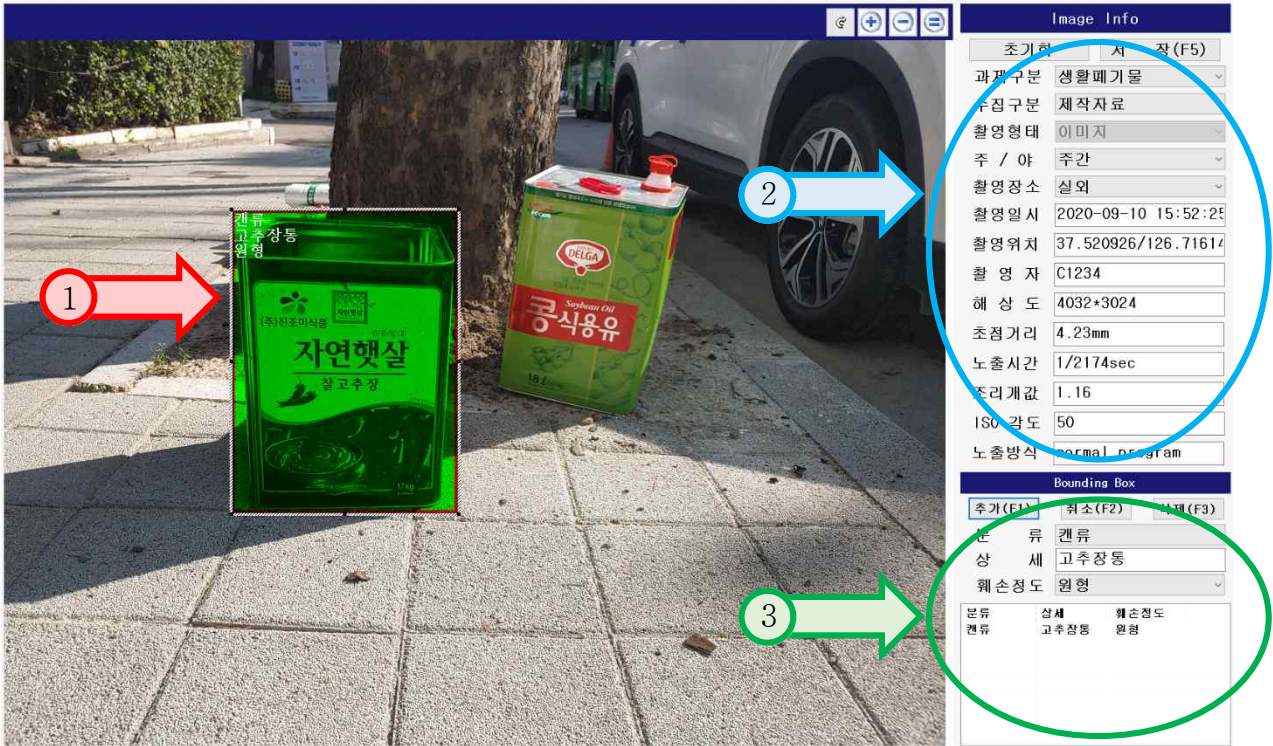 Image Info
초기화 저 장(F5)
과제구분 생활폐기물
수집구분 제작자료
촬영형태 이미지
주 / 야 주간
촬영장소 실외
촬영일시 2020-09-10 15:52:25
촬영위치 37.520926/126.71614
촬 영 자 C1234
해 상 도 4032*3024
초점거리 4.23mm
노출시간 1/2174sec
조리개값 1.16
ISO 감도 50
노출방식 normal program
Bounding Box
추가(F1) 취소(F2) 삭제(F3)
분 류 캔류
상 세 고추장통
훼손정도 원형
분류 상세 훼손정도
캔류 고추장통 원형
캔류
고추장통
원형
(주)진조미식품
자연햇살
자연햇살
찰고추장
17kg
DELGA
Soybean Oil
콩식용유
18ℓ
1
2
3